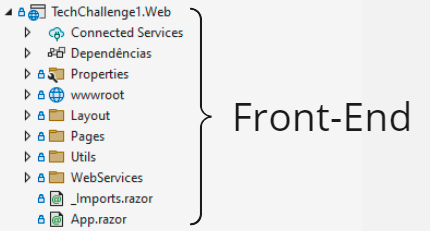 TechChallenge1.Web
Connected Services
Dependências
Properties
wwwroot
Layout
Pages
Utils
WebServices
_Imports.razor
App.razor
Front-End